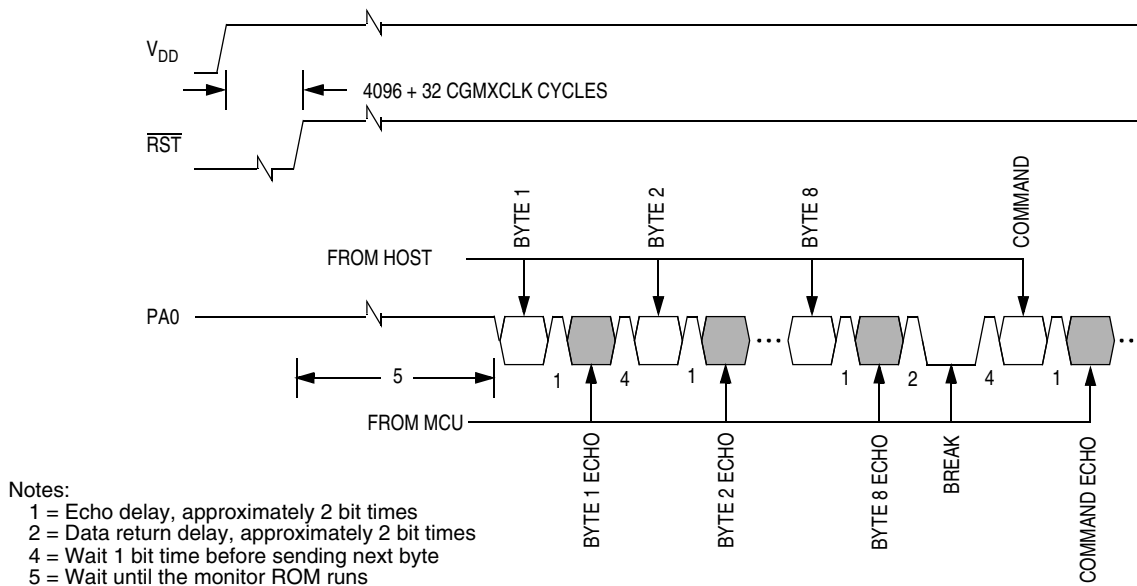 VDD
4096 + 32 CGMXCLK CYCLES
RST
BYTE 1
BYTE 2
BYTE 8
COMMAND
FROM HOST
PA0
5
1
4
1
1
2
4
1
FROM MCU
BYTE 1 ECHO
BYTE 2 ECHO
BYTE 8 ECHO
BREAK
COMMAND ECHO
Notes:
1 = Echo delay, approximately 2 bit times
2 = Data return delay, approximately 2 bit times
4 = Wait 1 bit time before sending next byte
5 = Wait until the monitor ROM runs